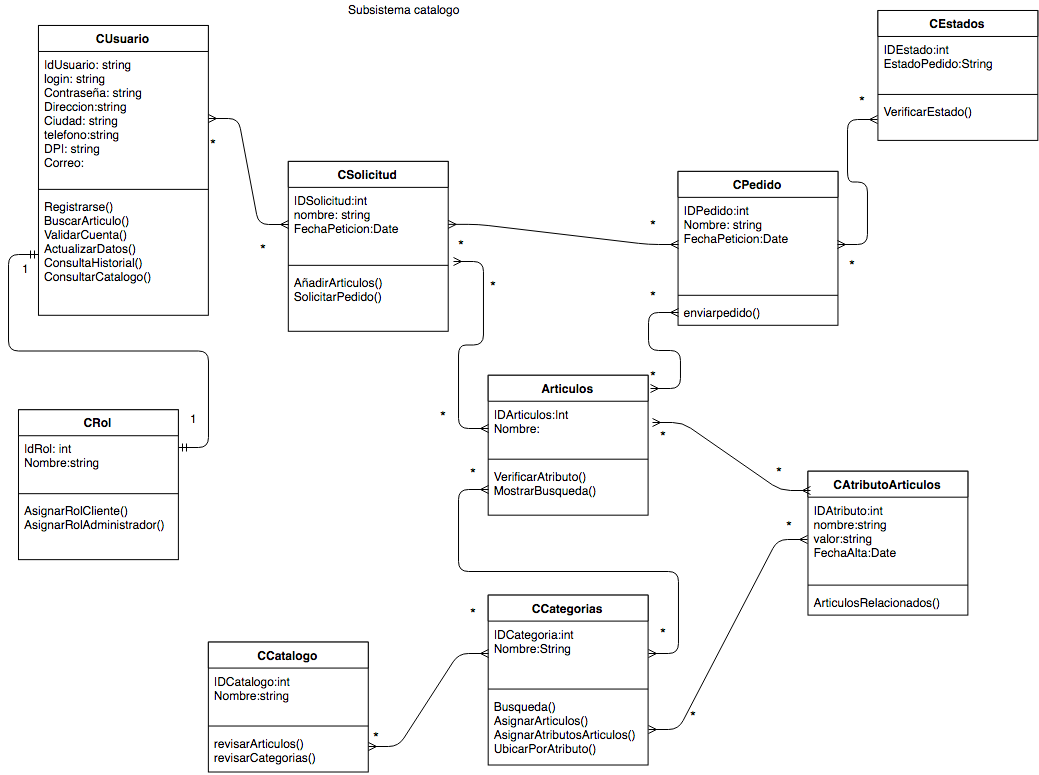 Subsistema catalogo
CUsuario
IdUsuario: string
login: string
Contraseña: string
Direccion:string
Ciudad: string
telefono:string
DPI: string
Correo:
Registrarse()
BuscarArticulo()
ValidarCuenta()
ActualizarDatos()
ConsultaHistorial()
ConsultarCatalogo()
*
1
CRol
IdRol: int
Nombre:string
AsignarRolCliente()
AsignarRolAdministrador()
1
CSolicitud
IDSolicitud:int
nombre: string
FechaPeticion:Date
AñadirArticulos()
SolicitarPedido()
*
*
*
CPedido
IDPedido:int
Nombre: string
FechaPeticion:Date
enviarpedido()
*
*
*
CEstados
IDEstado:int
EstadoPedido:String
VerificarEstado()
*
Articulos
IDArticulos:Int
Nombre:
VerificarAtributo()
MostrarBusqueda()
*
*
*
*
CAtributoArticulos
IDAtributo:int
nombre:string
valor:string
FechaAlta:Date
ArticulosRelacionados()
*
*
CCategorias
IDCategoria:int
Nombre:String
Busqueda()
AsignarArticulos()
AsignarAtributosArticulos()
UbicarPorAtributo()
*
*
*
CCatalogo
IDCatalogo:int
Nombre:string
revisarArticulos()
revisarCategorias()
*